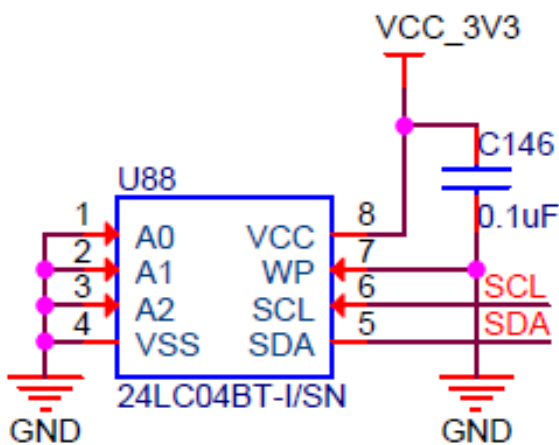 VCC_3V3
C146
0.1uF
U88
1 A0 VCC 8
2 A1 WP 7
3 A2 SCL 6 SCL
4 VSS SDA 5 SDA
24LC04BT-I/SN
GND GND